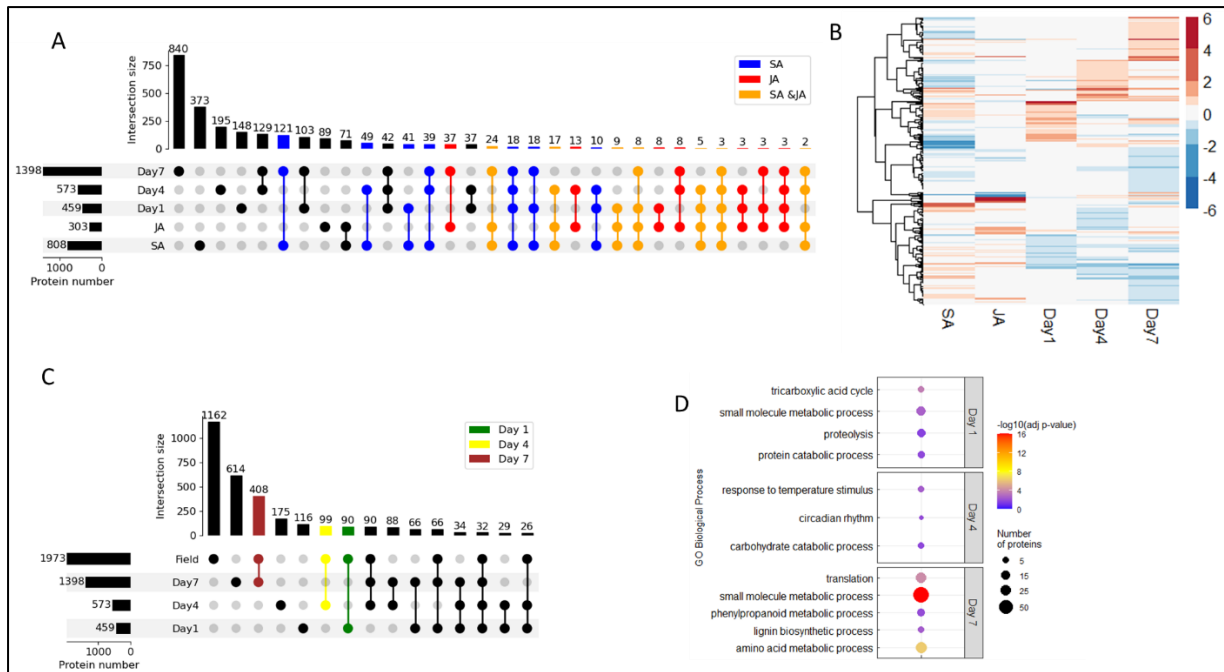 A
840
373
195
148
129
121
103
89
71
49
42
41
39
37
37
24
18
18
17
13
10
9
8
8
8
5
3
3
3
3
2
Intersection size
750
500
250
0
SA
JA
SA &JA
1398
573
459
303
808
Day7
Day4
Day1
JA
SA
1000
0
Protein number
B
6
4
2
0
-2
-4
-6
SA
JA
Day1
Day4
Day7
C
1162
614
408
175
116
99
90
90
88
66
66
34
32
29
26
Intersection size
1000
750
500
250
0
Day 1
Day 4
Day 7
1973
1398
573
459
Field
Day7
Day4
Day1
1000
0
Protein number
D
GO Biological Process
tricarboxylic acid cycle
small molecule metabolic process
proteolysis
protein catabolic process
Day 1
response to temperature stimulus
circadian rhythm
carbohydrate catabolic process
Day 4
translation
small molecule metabolic process
phenylpropanoid metabolic process
lignin biosynthetic process
amino acid metabolic process
Day 7
-log10(adj p-value)
16
12
8
4
0
Number
of proteins
5
15
25
50